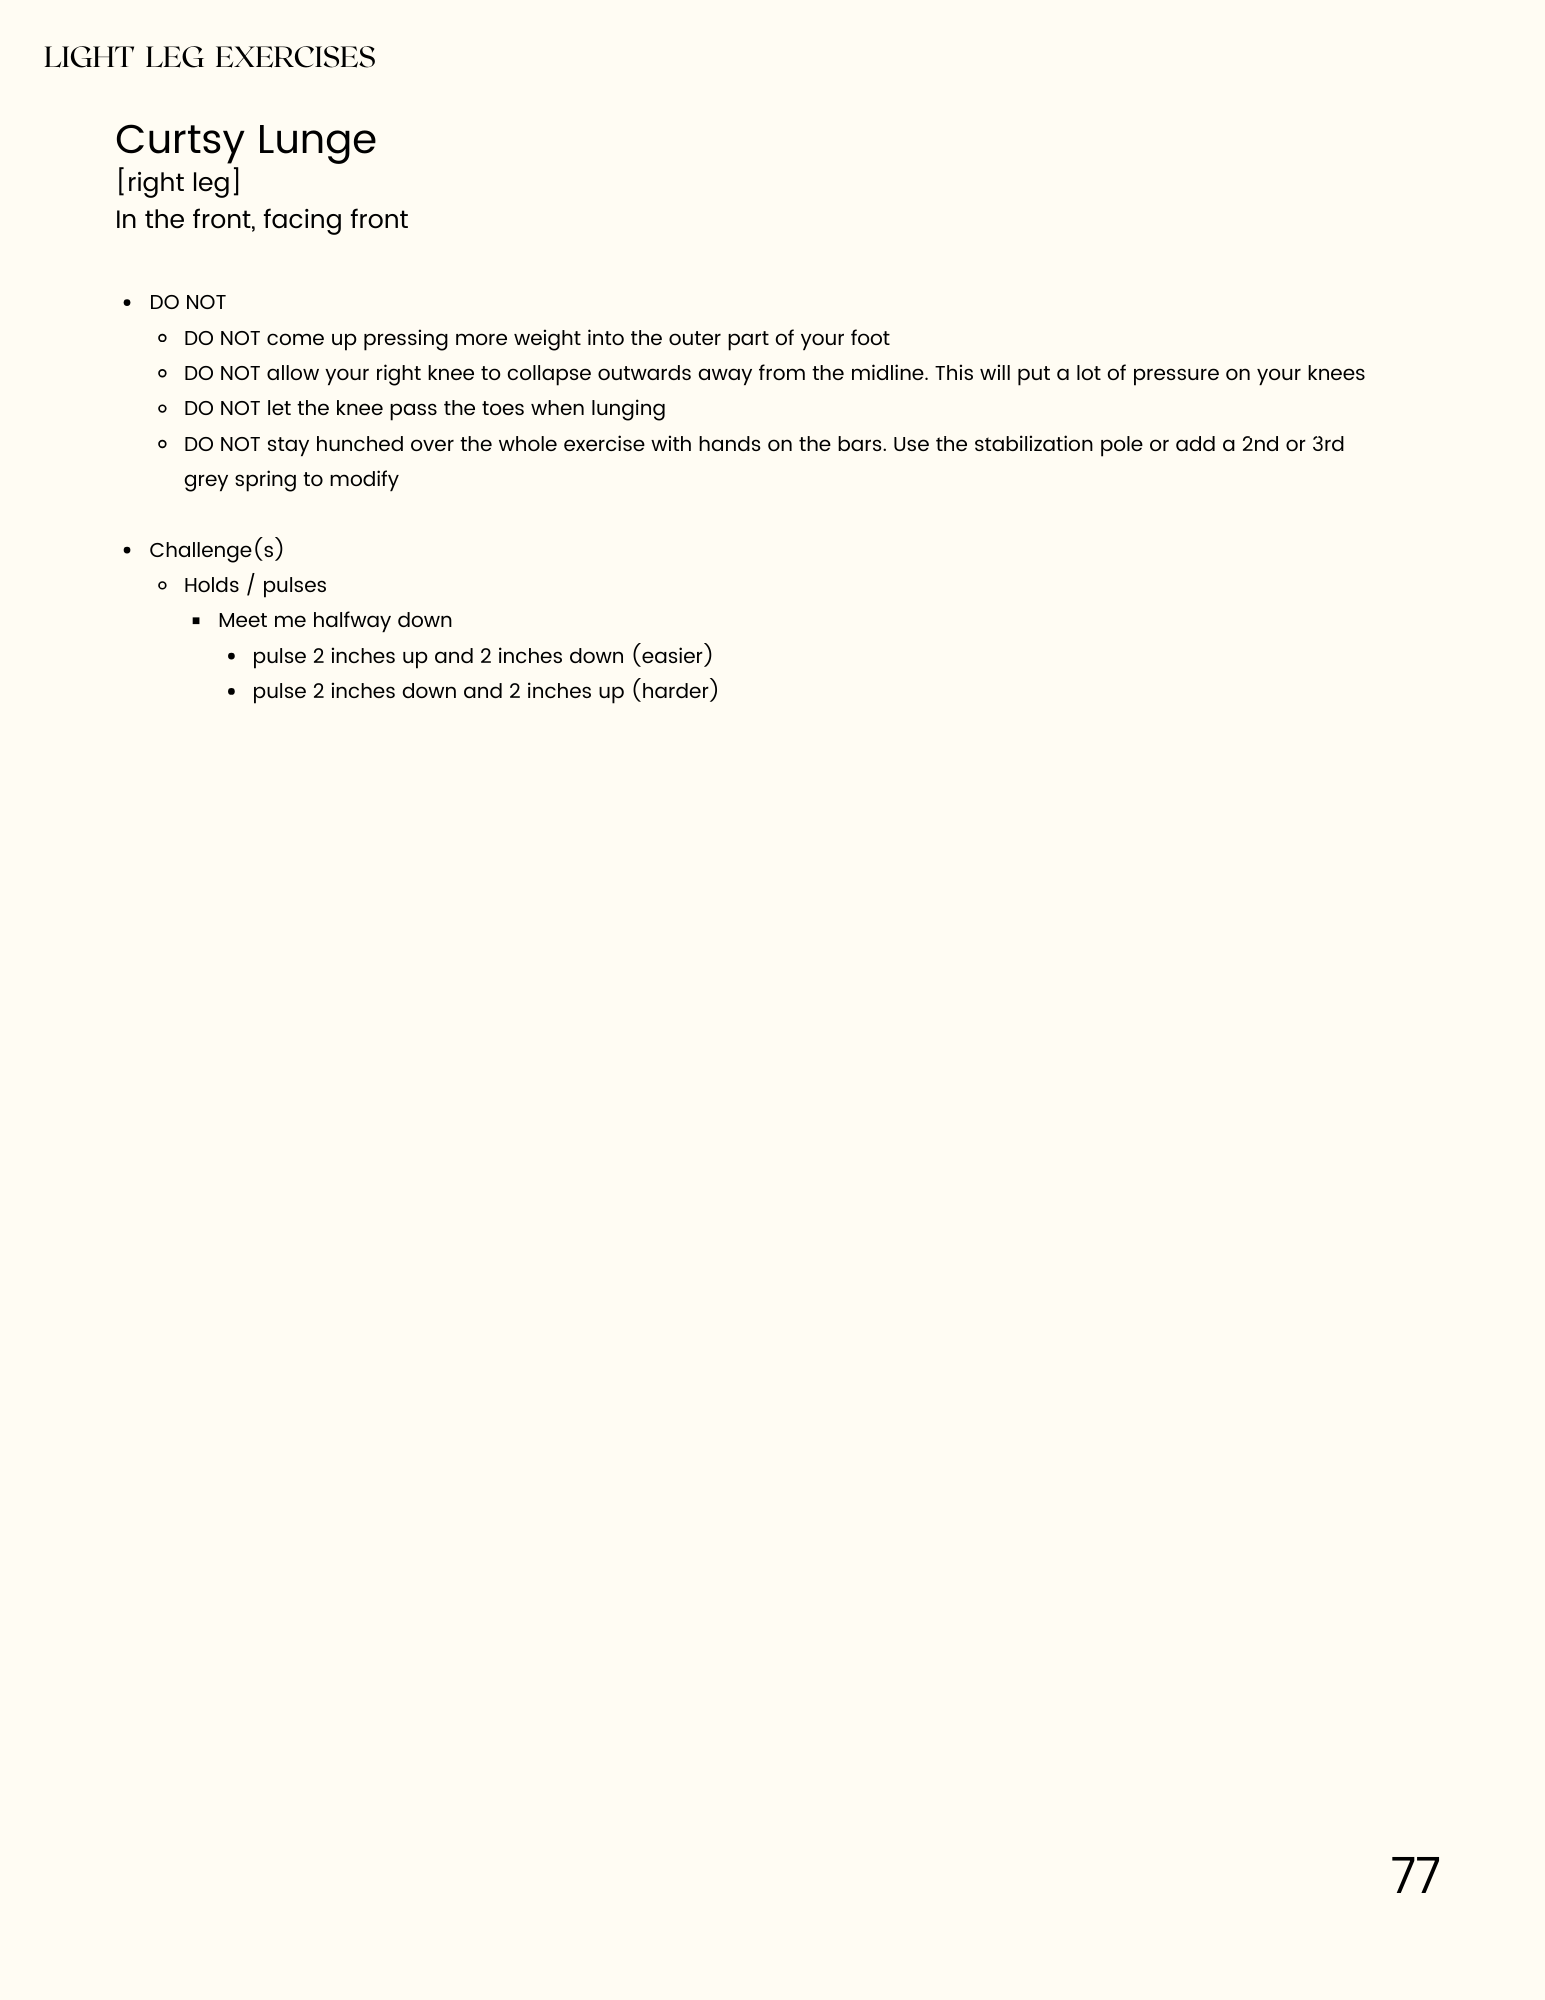 LIGHT LEG EXERCISES
Curtsy Lunge
[right leg]
In the front, facing front
• DO NOT
◦ DO NOT come up pressing more weight into the outer part of your foot
◦ DO NOT allow your right knee to collapse outwards away from the midline. This will put a lot of pressure on your knees
◦ DO NOT let the knee pass the toes when lunging
◦ DO NOT stay hunched over the whole exercise with hands on the bars. Use the stabilization pole or add a 2nd or 3rd
grey spring to modify
• Challenge(s)
◦ Holds / pulses
▪ Meet me halfway down
• pulse 2 inches up and 2 inches down (easier)
• pulse 2 inches down and 2 inches up (harder)
77